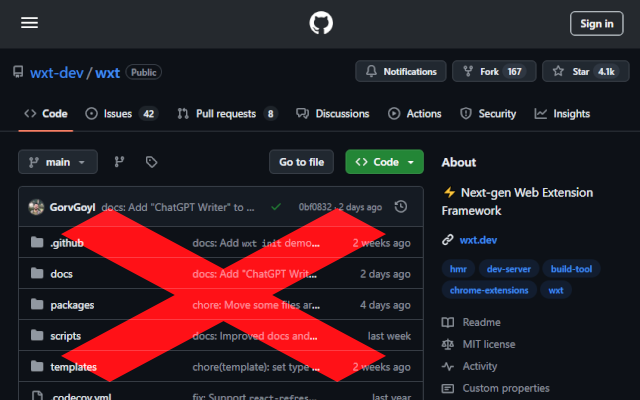 Sign in
wxt-dev / wxt Public
Notifications Fork 167 Star 4.1k
Code Issues 42 Pull requests 8 Discussions Actions Security Insights
main Go to file Code
GorvGoyl docs: Add "ChatGPT Writer" to ... 0bf0832 · 2 days ago
.github docs: Add wxt init demo... 2 weeks ago
docs docs: Add "ChatGPT Writ... 2 days ago
packages chore: Move some files ar... 4 days ago
scripts docs: Improved docs and... last week
templates chore(template): set type ... 2 weeks ago
.codecov.yml fix: Support react-refres... last year
About
⚡ Next-gen Web Extension
Framework
wxt.dev
hmr dev-server build-tool
chrome-extensions wxt
Readme
MIT license
Activity
Custom properties